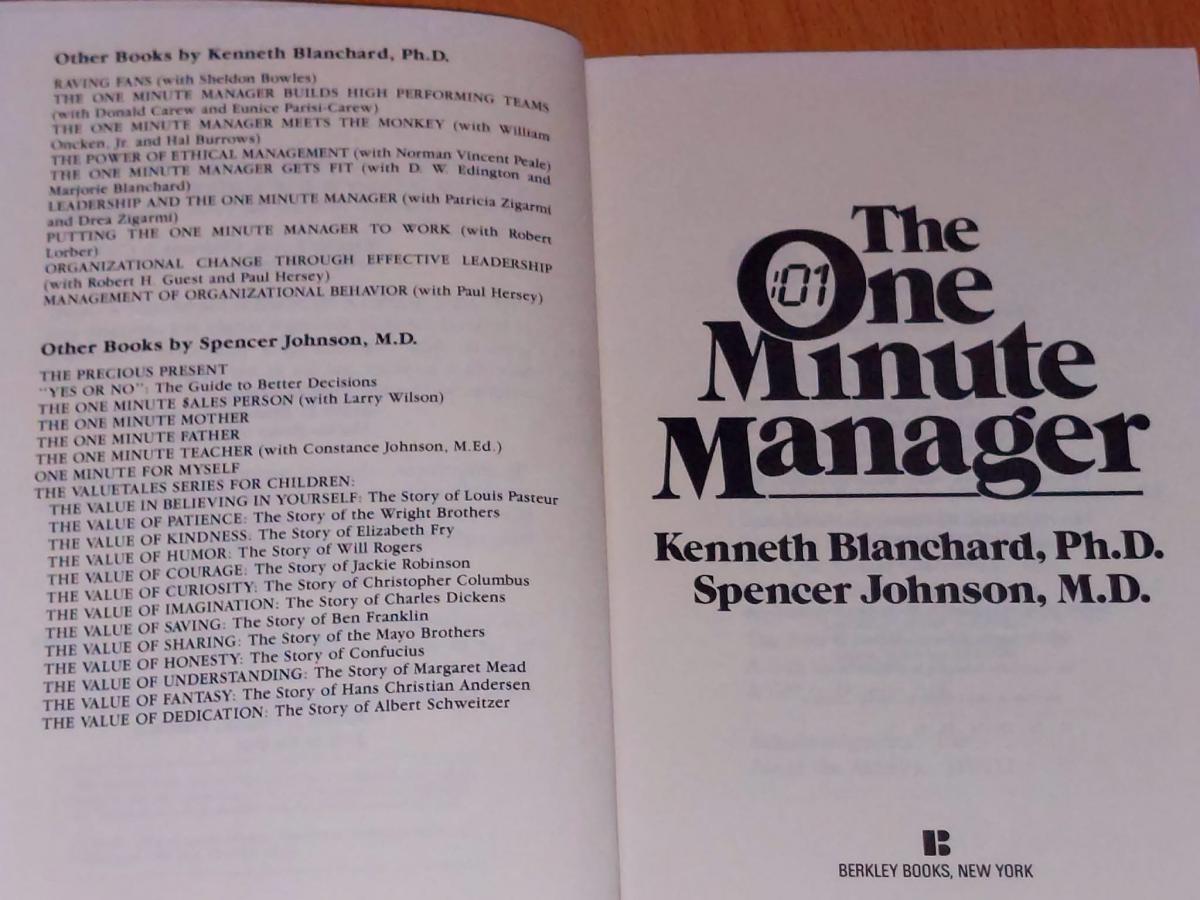 Other Books by Kenneth Blanchard, Ph.D.
RAVING FANS (with Sheldon Bowles)
THE ONE MINUTE MANAGER BUILDS HIGH PERFORMING TEAMS
(with Donald Carew and Eunice Parisi-Carew)
THE ONE MINUTE MANAGER MEETS THE MONKEY (with William
Oncken, Jr. and Hal Burrows)
THE POWER OF ETHICAL MANAGEMENT (with Norman Vincent Peale)
THE ONE MINUTE MANAGER GETS FIT (with D. W. Edington and
Marjorie Blanchard)
LEADERSHIP AND THE ONE MINUTE MANAGER (with Patricia Zigarmi
and Drea Zigarmi)
PUTTING THE ONE MINUTE MANAGER TO WORK (with Robert
Lorber)
ORGANIZATIONAL CHANGE THROUGH EFFECTIVE LEADERSHIP
(with Robert H. Guest and Paul Hersey)
MANAGEMENT OF ORGANIZATIONAL BEHAVIOR (with Paul Hersey)
Other Books by Spencer Johnson, M.D.
THE PRECIOUS PRESENT
"YES OR NO": The Guide to Better Decisions
THE ONE MINUTE $ALES PERSON (with Larry Wilson)
THE ONE MINUTE MOTHER
THE ONE MINUTE FATHER
THE ONE MINUTE TEACHER (with Constance Johnson, M.Ed.)
ONE MINUTE FOR MYSELF
THE VALUETALES SERIES FOR CHILDREN:
THE VALUE IN BELIEVING IN YOURSELF: The Story of Louis Pasteur
THE VALUE OF PATIENCE: The Story of the Wright Brothers
THE VALUE OF KINDNESS. The Story of Elizabeth Fry
THE VALUE OF HUMOR: The Story of Will Rogers
THE VALUE OF COURAGE: The Story of Jackie Robinson
THE VALUE OF CURIOSITY: The Story of Christopher Columbus
THE VALUE OF IMAGINATION: The Story of Charles Dickens
THE VALUE OF SAVING: The Story of Ben Franklin
THE VALUE OF SHARING: The Story of the Mayo Brothers
THE VALUE OF HONESTY: The Story of Confucius
THE VALUE OF UNDERSTANDING: The Story of Margaret Mead
THE VALUE OF FANTASY: The Story of Hans Christian Andersen
THE VALUE OF DEDICATION: The Story of Albert Schweitzer
The
One
:01
Minute
Manager
Kenneth Blanchard, Ph.D.
Spencer Johnson, M.D.
B
BERKLEY BOOKS, NEW YORK